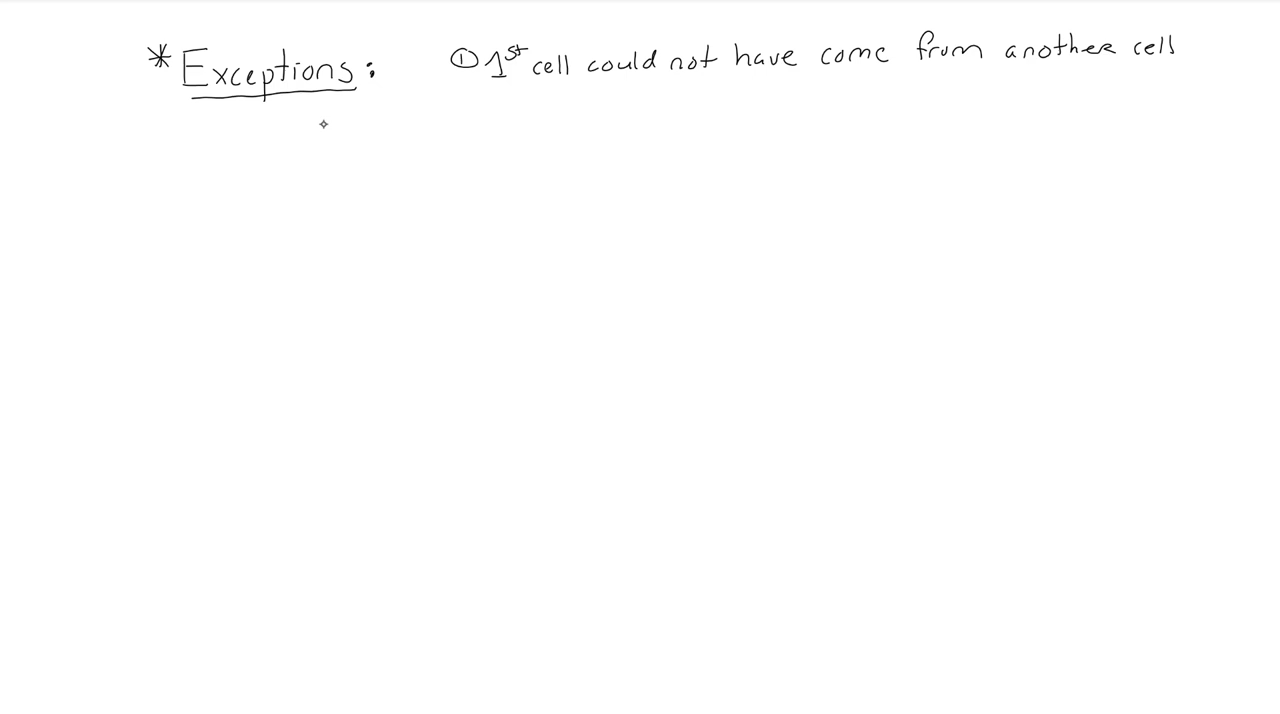 * Exceptions: ① 1st cell could not have come from another cell